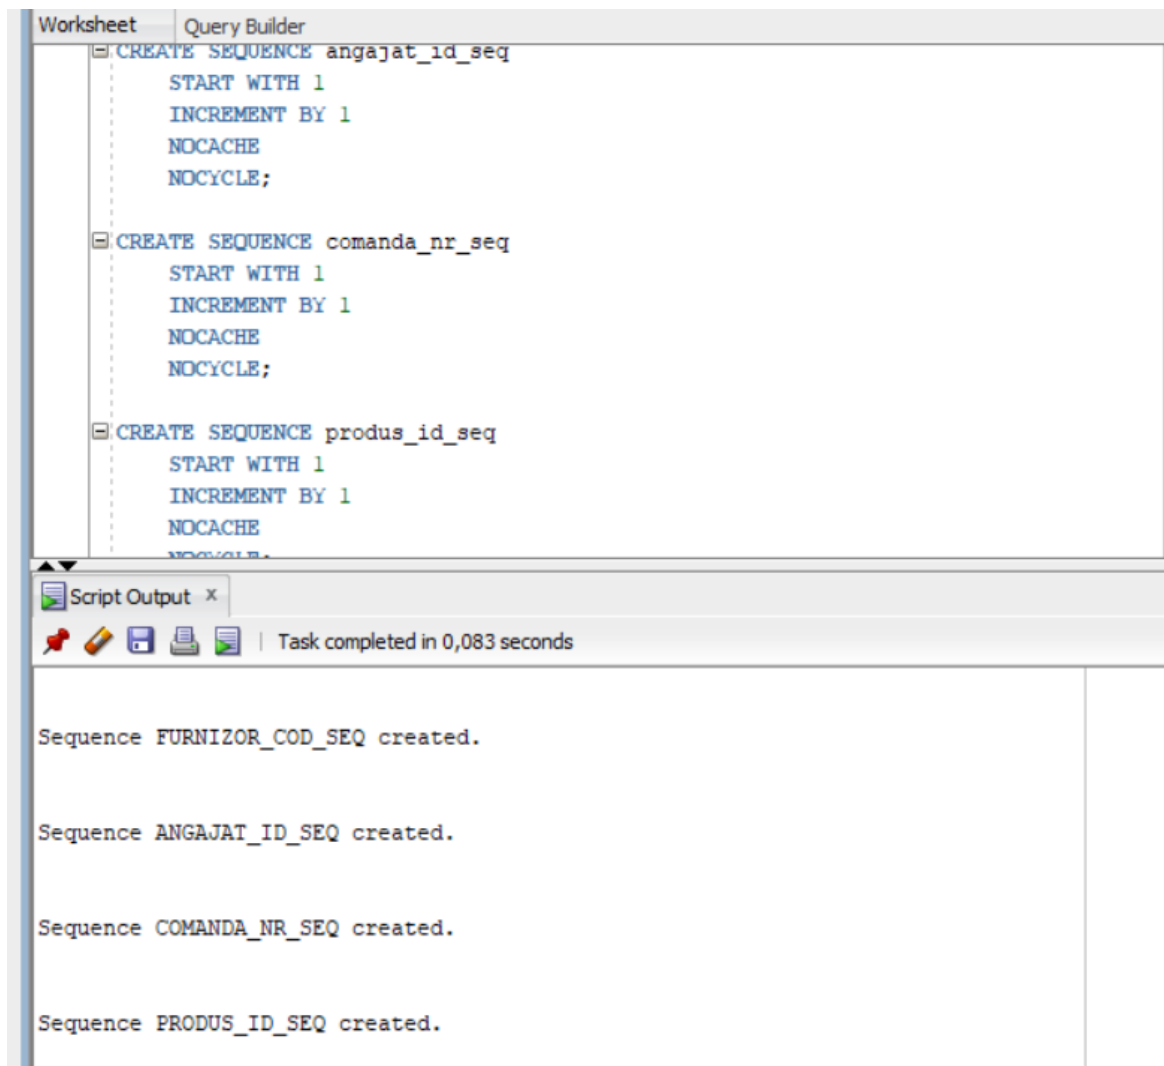 Worksheet Query Builder
CREATE SEQUENCE angajat_id_seq
START WITH 1
INCREMENT BY 1
NOCACHE
NOCYCLE;
CREATE SEQUENCE comanda_nr_seq
START WITH 1
INCREMENT BY 1
NOCACHE
NOCYCLE;
CREATE SEQUENCE produs_id_seq
START WITH 1
INCREMENT BY 1
NOCACHE
NOCYCLE;
Script Output x
Task completed in 0,083 seconds
Sequence FURNIZOR_COD_SEQ created.
Sequence ANGAJAT_ID_SEQ created.
Sequence COMANDA_NR_SEQ created.
Sequence PRODUS_ID_SEQ created.